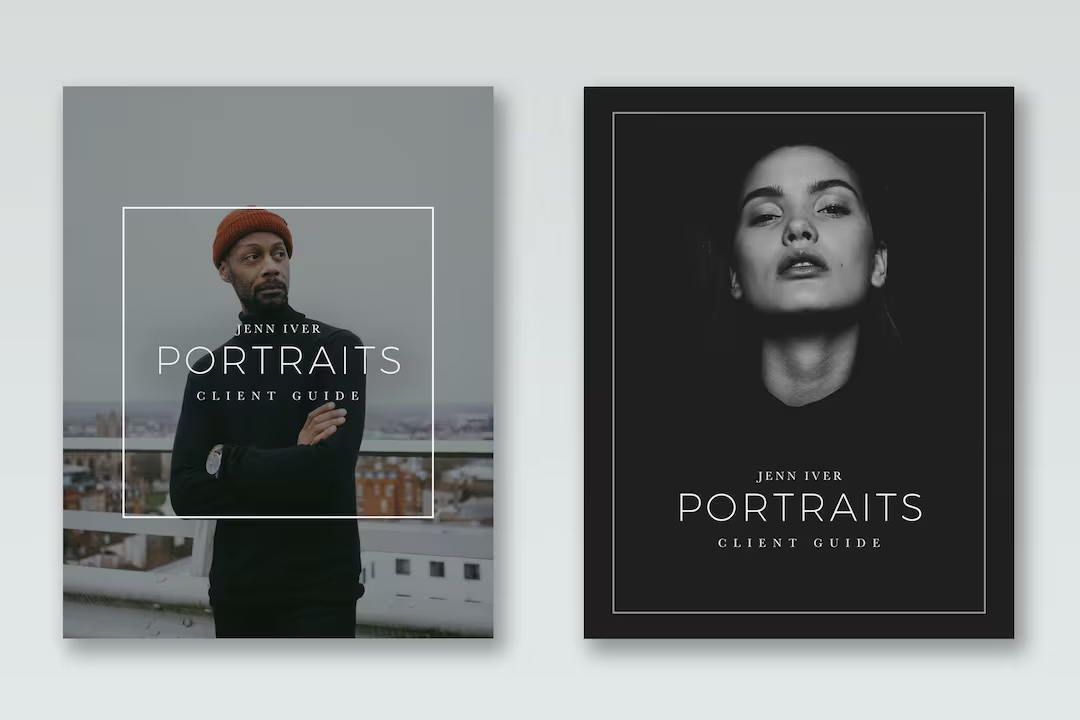 JENN IVER
PORTRAITS
CLIENT GUIDE
JENN IVER
PORTRAITS
CLIENT GUIDE